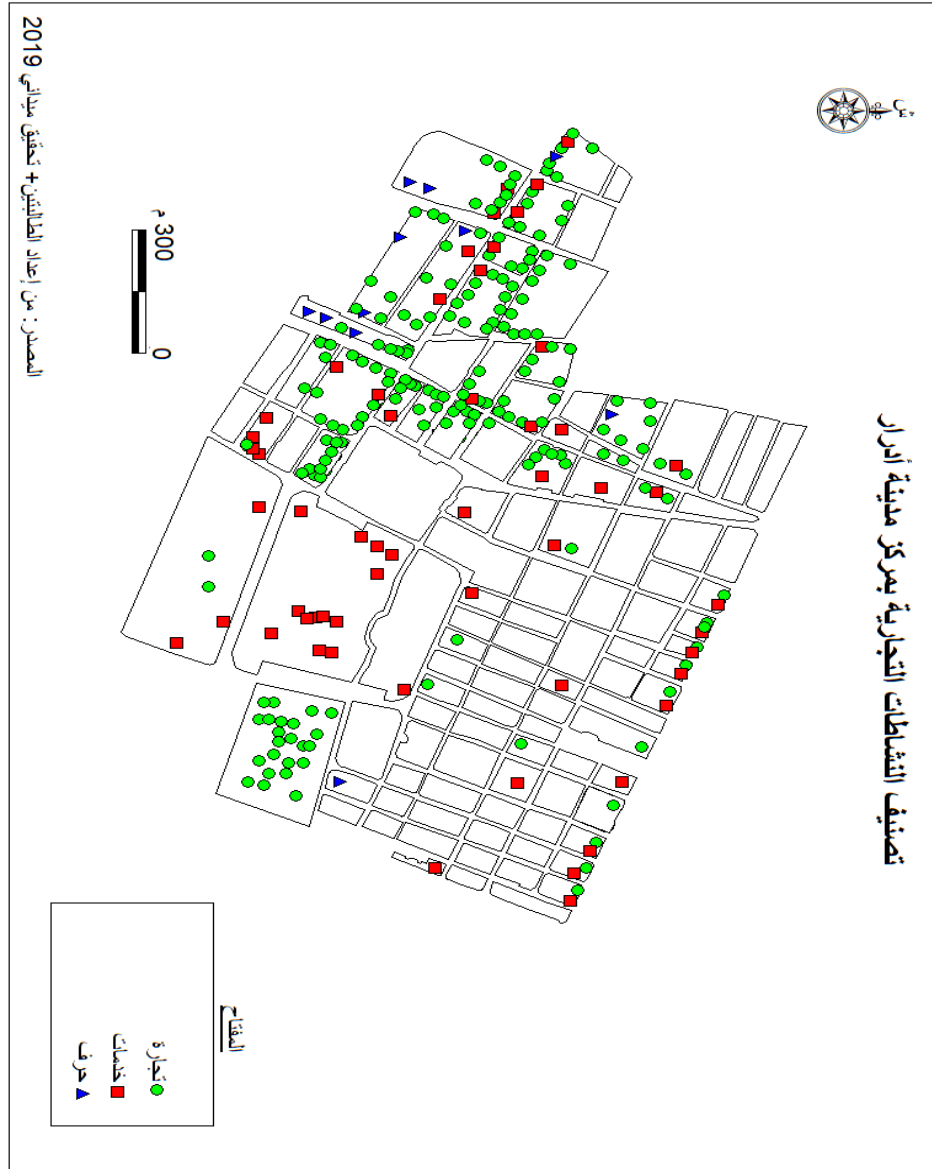 تصنيف النشاطات التجارية بمركز مدينة أدرار
ش
المفتاح
تجارة
خدمات
حرف
300 م
0
المصدر: من إعداد الطالبتين + تحقيق ميداني 2019